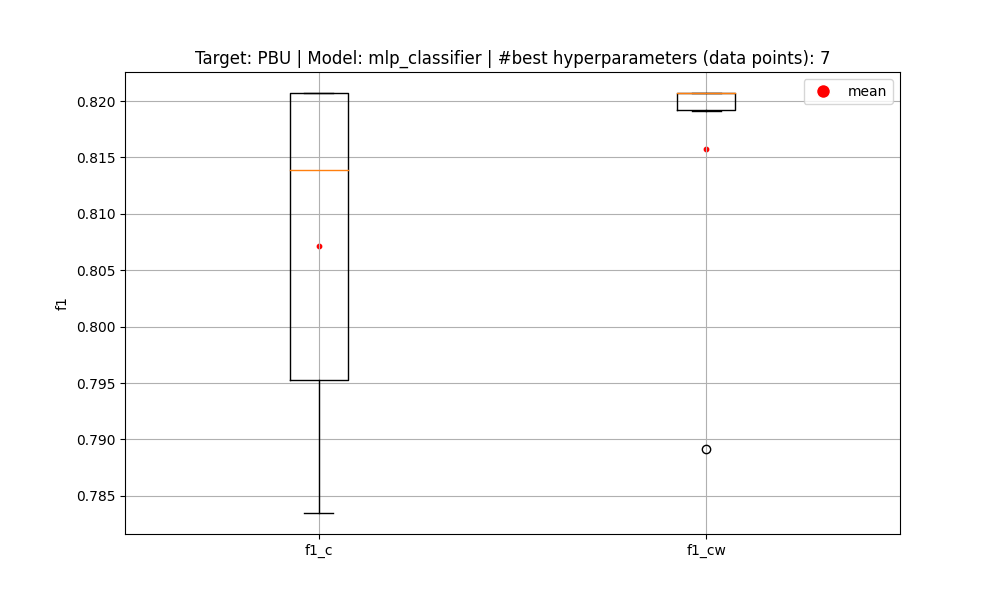 Target: PBU | Model: mlp_classifier | #best hyperparameters (data points): 7
mean
0.820
0.815
0.810
0.805
0.800
0.795
0.790
0.785
f1
f1_c
f1_cw